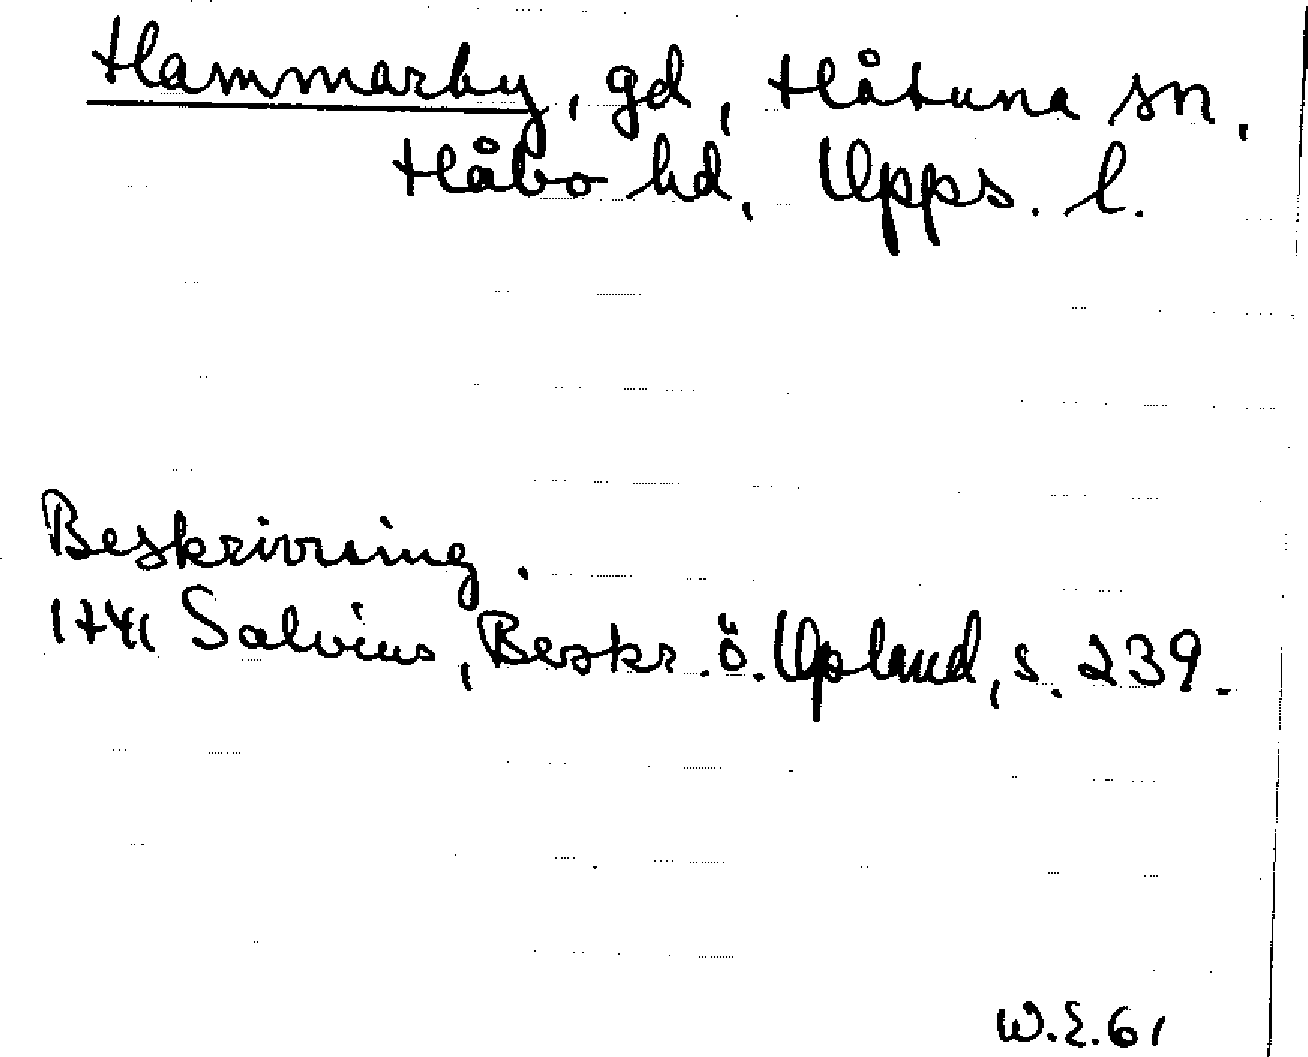 Hammarby, gd, Håtuna sn,
Håbo hd, Upps. l.
Beskrivning.
1741 Salvius, Beskr. ö. Upland, s. 239.
W.E.61